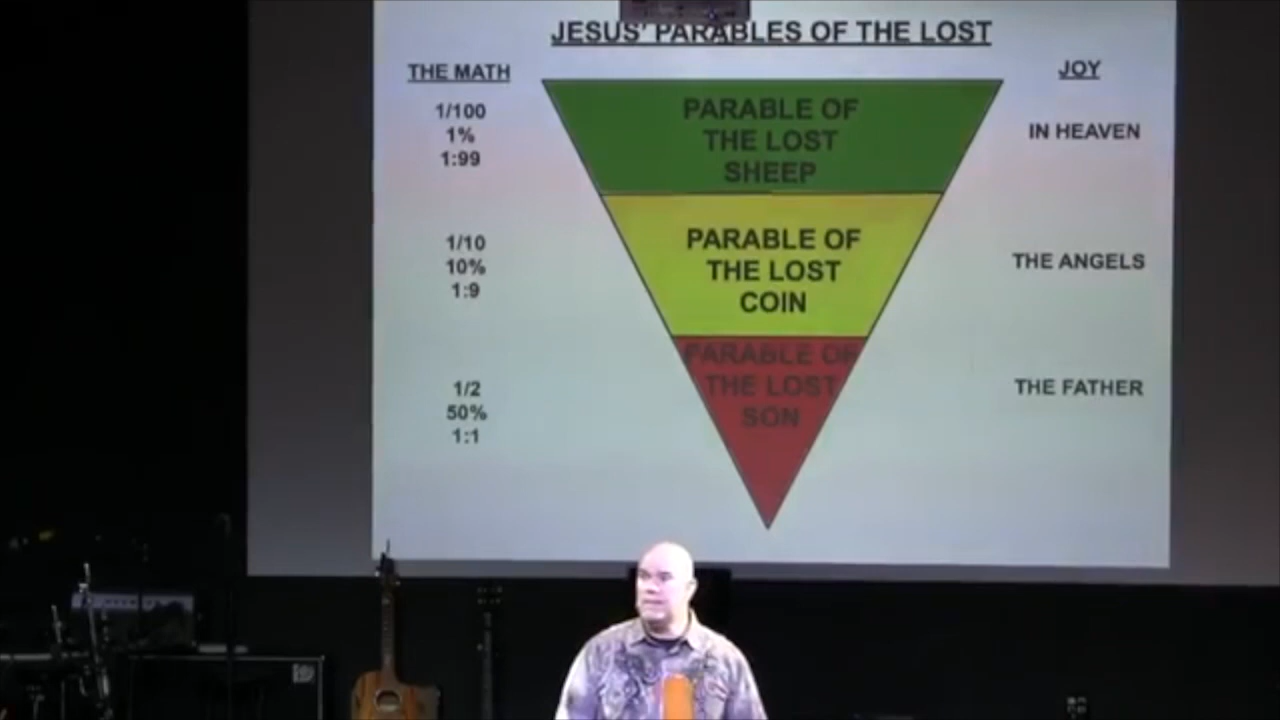 JESUS' PARABLES OF THE LOST
THE MATH
JOY
1/100
1%
1:99
PARABLE OF
THE LOST
SHEEP
IN HEAVEN
1/10
10%
1:9
PARABLE OF
THE LOST
COIN
THE ANGELS
1/2
50%
1:1
PARABLE OF
THE LOST
SON
THE FATHER